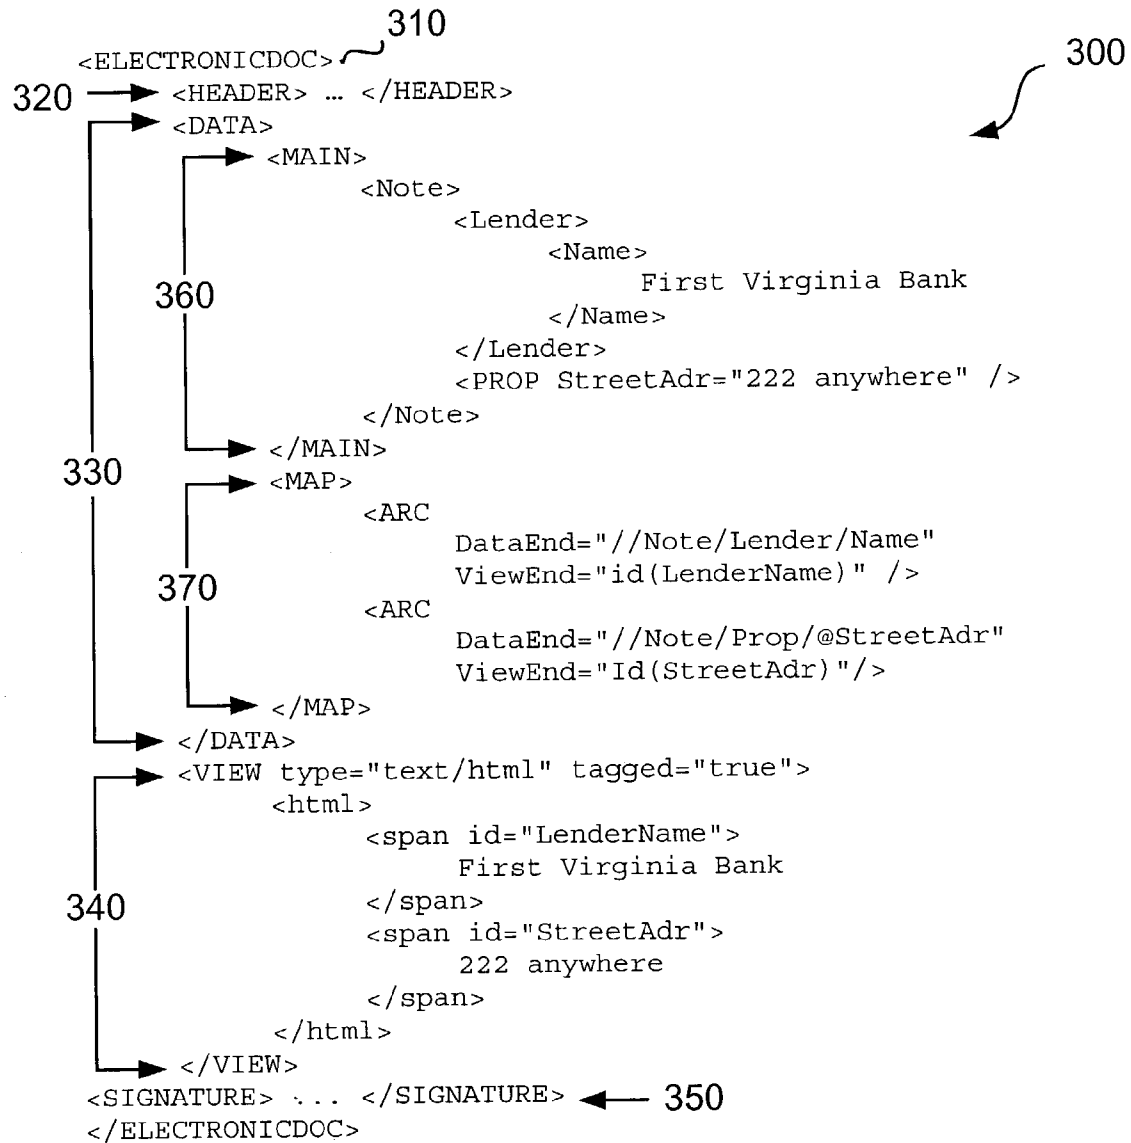 310
<ELECTRONICDOC>
300
320 <HEADER> … </HEADER>
<DATA>
<MAIN>
<Note>
<Lender>
<Name>
First Virginia Bank
360
</Name>
</Lender>
<PROP StreetAdr="222 anywhere" />
</Note>
</MAIN>
330
<MAP>
<ARC
DataEnd="//Note/Lender/Name"
ViewEnd="id(LenderName)" />
370
<ARC
DataEnd="//Note/Prop/@StreetAdr"
ViewEnd="Id(StreetAdr)"/>
</MAP>
</DATA>
<VIEW type="text/html" tagged="true">
<html>
<span id="LenderName">
First Virginia Bank
</span>
340
<span id="StreetAdr">
222 anywhere
</span>
</html>
</VIEW>
<SIGNATURE> ... </SIGNATURE> 350
</ELECTRONICDOC>